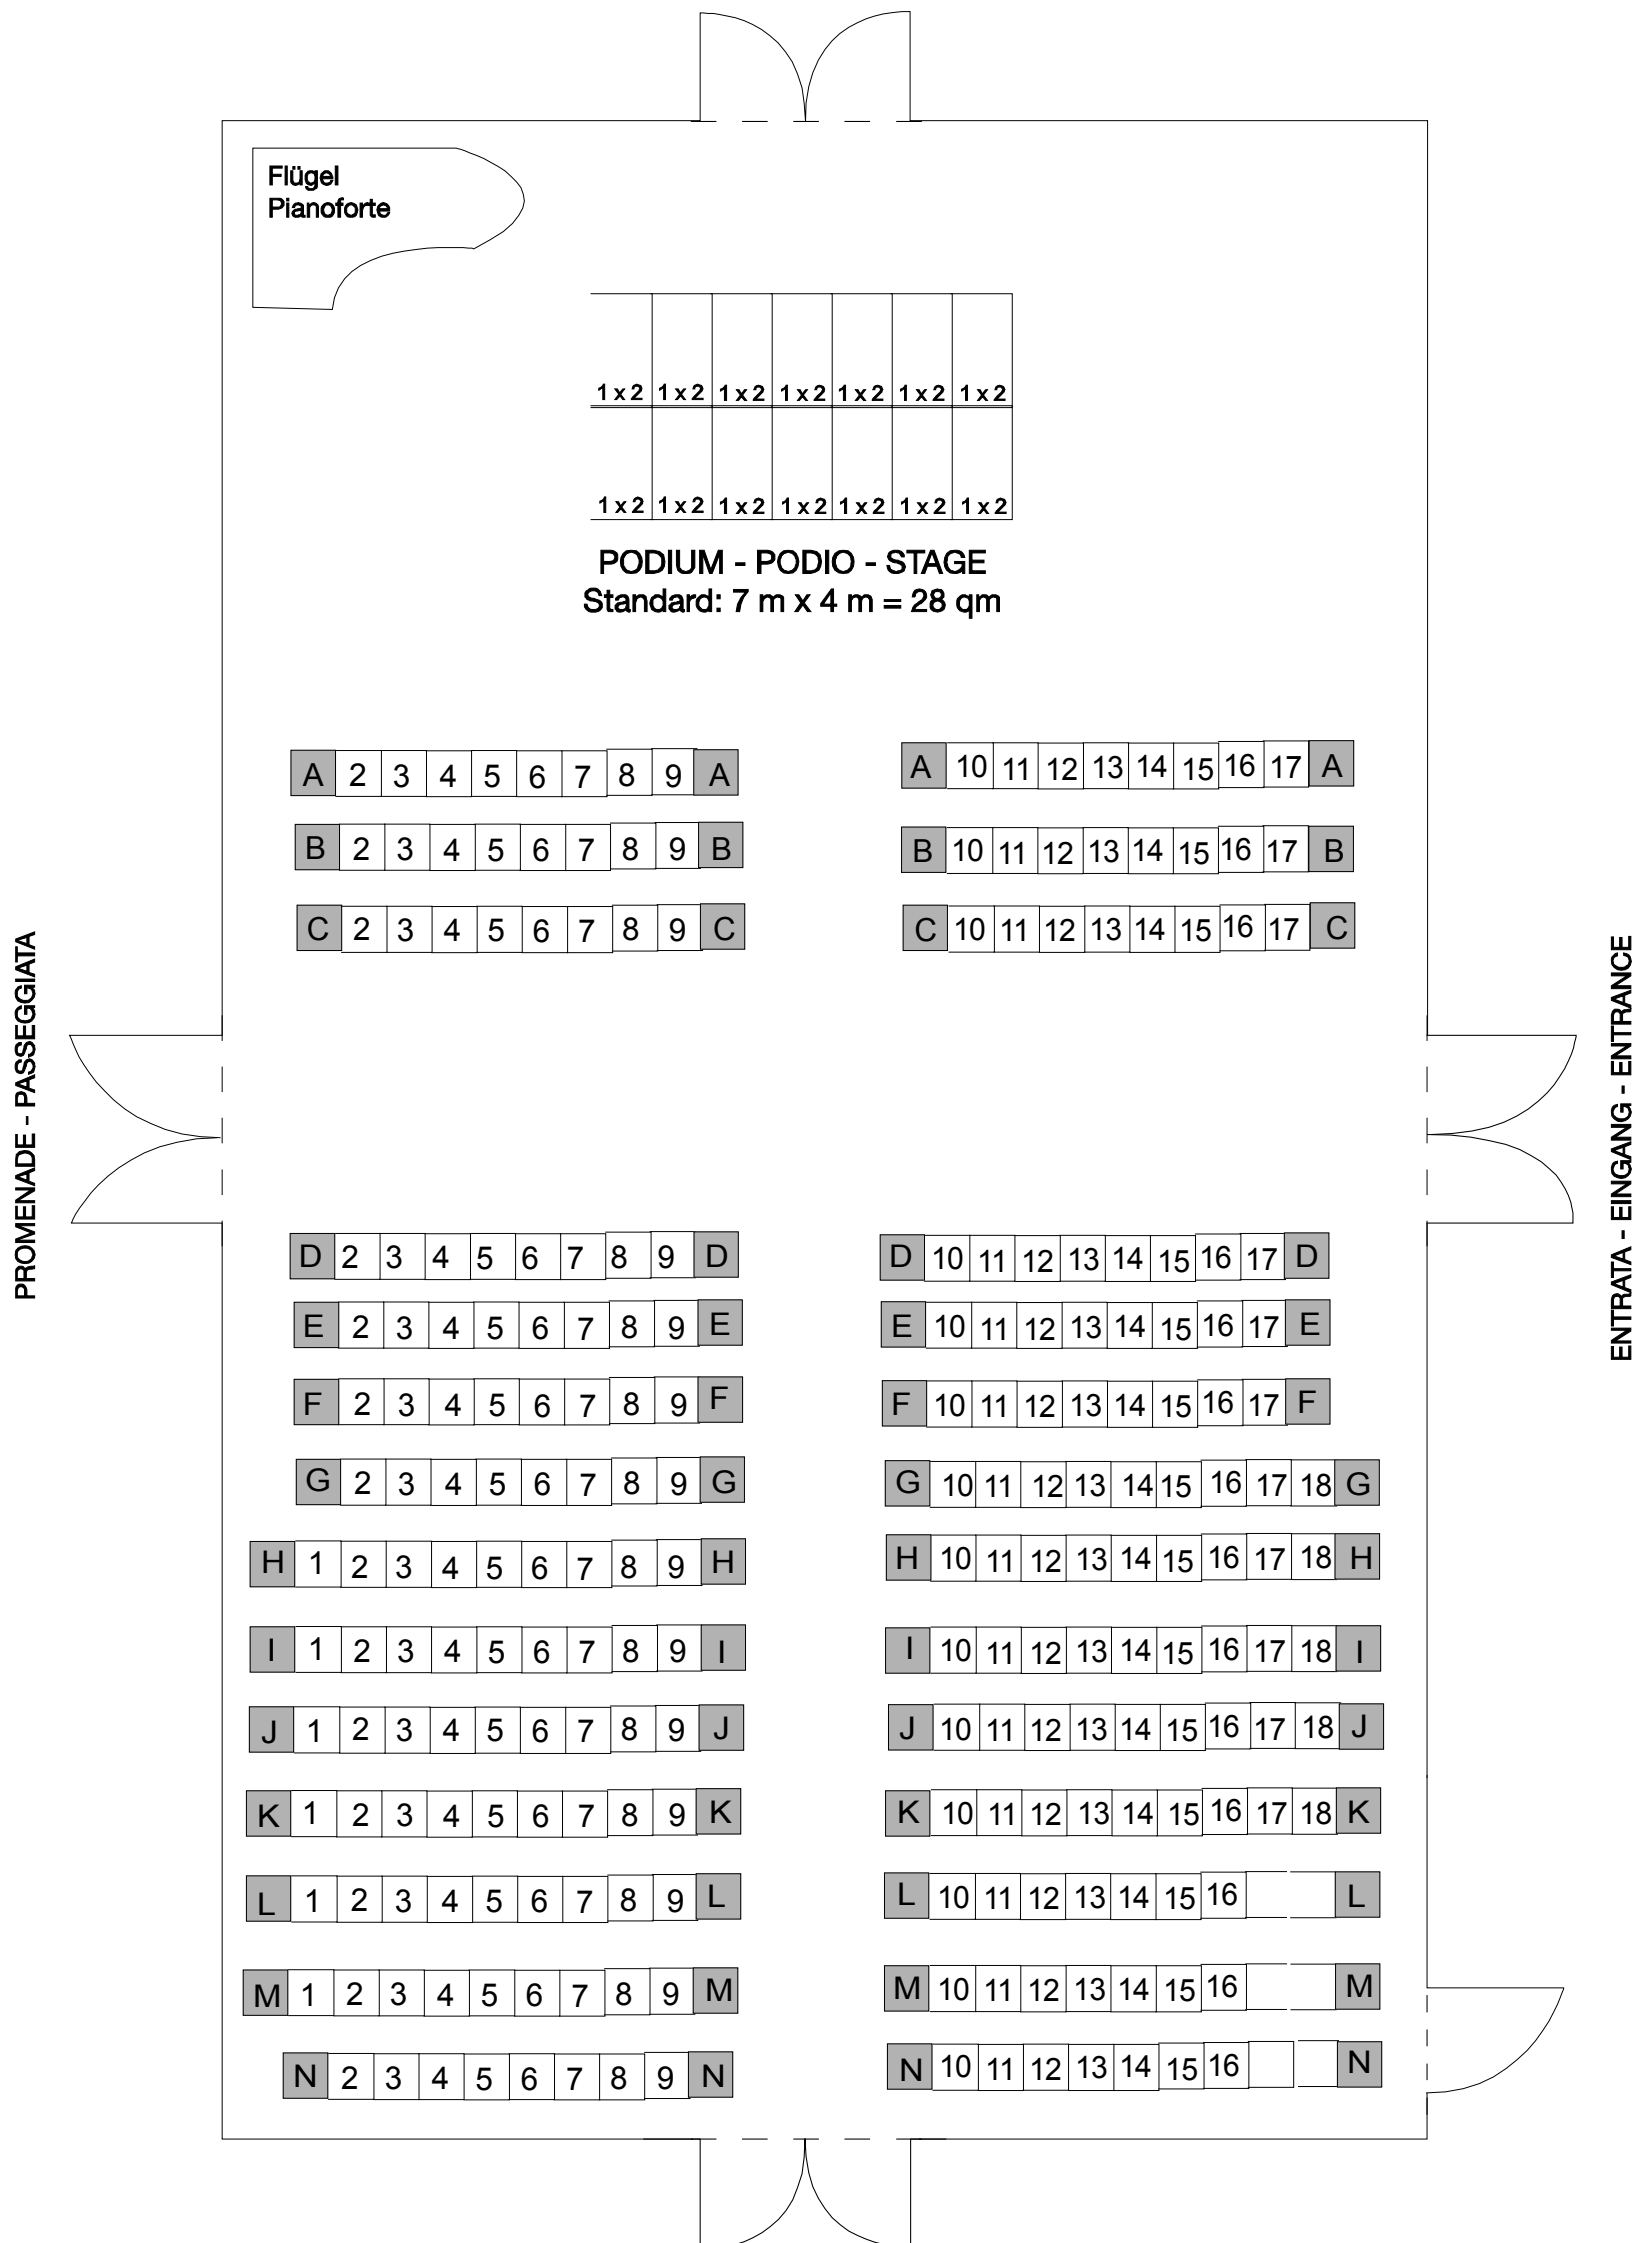 Flügel
Pianoforte
1 x 2 1 x 2 1 x 2 1 x 2 1 x 2 1 x 2 1 x 2
1 x 2 1 x 2 1 x 2 1 x 2 1 x 2 1 x 2 1 x 2
PODIUM - PODIO - STAGE
Standard: 7 m x 4 m = 28 qm
A 2 3 4 5 6 7 8 9 A A 10 11 12 13 14 15 16 17 A
B 2 3 4 5 6 7 8 9 B B 10 11 12 13 14 15 16 17 B
C 2 3 4 5 6 7 8 9 C C 10 11 12 13 14 15 16 17 C
PROMENADE - PASSEGGIATA
ENTRATA - EINGANG - ENTRANCE
D 2 3 4 5 6 7 8 9 D D 10 11 12 13 14 15 16 17 D
E 2 3 4 5 6 7 8 9 E E 10 11 12 13 14 15 16 17 E
F 2 3 4 5 6 7 8 9 F F 10 11 12 13 14 15 16 17 F
G 2 3 4 5 6 7 8 9 G G 10 11 12 13 14 15 16 17 18 G
H 1 2 3 4 5 6 7 8 9 H H 10 11 12 13 14 15 16 17 18 H
I 1 2 3 4 5 6 7 8 9 I I 10 11 12 13 14 15 16 17 18 I
J 1 2 3 4 5 6 7 8 9 J J 10 11 12 13 14 15 16 17 18 J
K 1 2 3 4 5 6 7 8 9 K K 10 11 12 13 14 15 16 17 18 K
L 1 2 3 4 5 6 7 8 9 L L 10 11 12 13 14 15 16 L
M 1 2 3 4 5 6 7 8 9 M M 10 11 12 13 14 15 16 M
N 2 3 4 5 6 7 8 9 N N 10 11 12 13 14 15 16 N